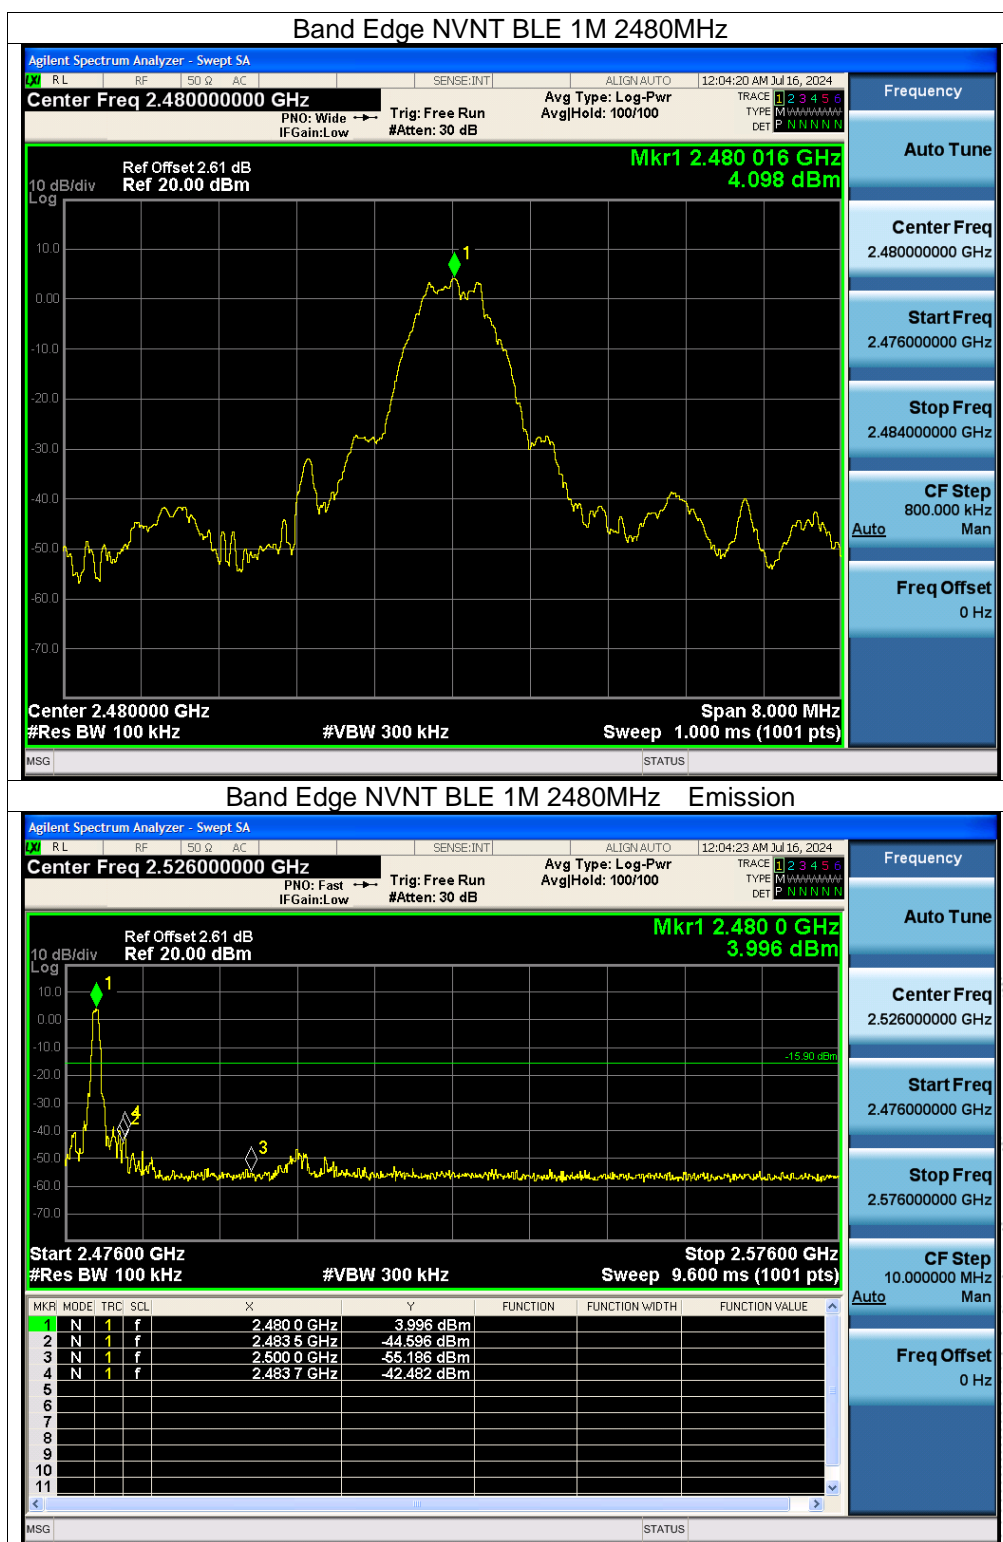 Band Edge NVNT BLE 1M 2480MHz
Agilent Spectrum Analyzer - Swept SA
LXI RL RF 50 Ω AC SENSE:INT ALIGN AUTO 12:04:20 AM Jul 16, 2024
Center Freq 2.480000000 GHz
PNO: Wide
IFGain:Low
Trig: Free Run
#Atten: 30 dB
Avg Type: Log-Pwr
Avg|Hold: 100/100
TRACE 1 2 3 4 5 6
TYPE M WWWWW
DET P N N N N N
Frequency
Auto Tune
Center Freq
2.480000000 GHz
Start Freq
2.476000000 GHz
Stop Freq
2.484000000 GHz
CF Step
800.000 kHz
Auto Man
Freq Offset
0 Hz
Mkr1 2.480 016 GHz
4.098 dBm
Ref Offset 2.61 dB
10 dB/div Ref 20.00 dBm
Log
10.0
0.00
-10.0
-20.0
-30.0
-40.0
-50.0
-60.0
-70.0
1
Center 2.480000 GHz Span 8.000 MHz
#Res BW 100 kHz #VBW 300 kHz Sweep 1.000 ms (1001 pts)
MSG STATUS
Band Edge NVNT BLE 1M 2480MHz Emission
Agilent Spectrum Analyzer - Swept SA
LXI RL RF 50 Ω AC SENSE:INT ALIGN AUTO 12:04:23 AM Jul 16, 2024
Center Freq 2.526000000 GHz
PNO: Fast
IFGain:Low
Trig: Free Run
#Atten: 30 dB
Avg Type: Log-Pwr
Avg|Hold: 100/100
TRACE 1 2 3 4 5 6
TYPE M WWWWW
DET P N N N N N
Frequency
Auto Tune
Center Freq
2.526000000 GHz
Start Freq
2.476000000 GHz
Stop Freq
2.576000000 GHz
CF Step
10.000000 MHz
Auto Man
Freq Offset
0 Hz
Mkr1 2.480 0 GHz
3.996 dBm
Ref Offset 2.61 dB
10 dB/div Ref 20.00 dBm
Log
10.0
0.00
-10.0
-20.0
-30.0
-40.0
-50.0
-60.0
-70.0
1
-15.90 dBm
4
2
3
Start 2.47600 GHz Stop 2.57600 GHz
#Res BW 100 kHz #VBW 300 kHz Sweep 9.600 ms (1001 pts)
MKR MODE TRC SCL X Y FUNCTION FUNCTION WIDTH FUNCTION VALUE
1 N 1 f 2.480 0 GHz 3.996 dBm
2 N 1 f 2.483 5 GHz -44.596 dBm
3 N 1 f 2.500 0 GHz -55.186 dBm
4 N 1 f 2.483 7 GHz -42.482 dBm
5
6
7
8
9
10
11
MSG STATUS